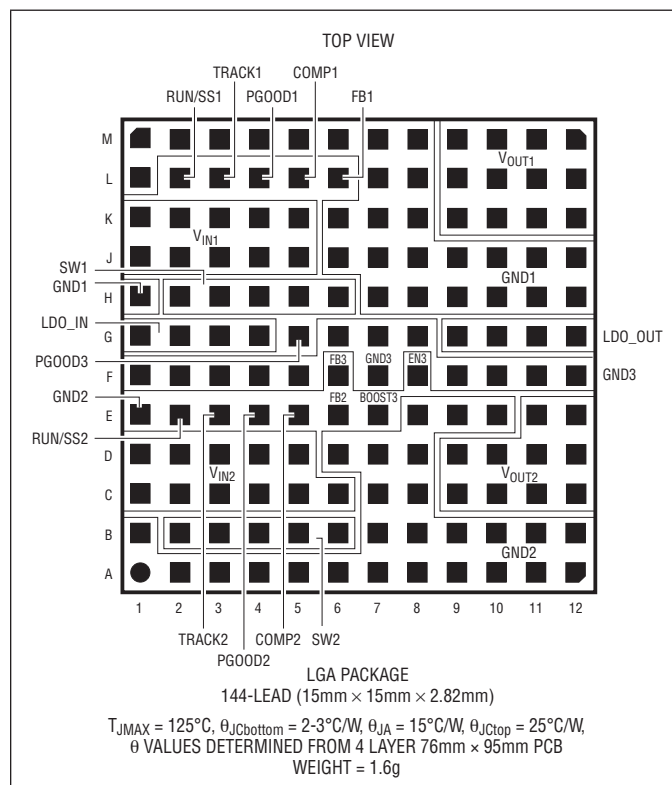 TOP VIEW
TRACK1 COMP1
RUN/SS1 PGOOD1 FB1
M
VOUT1
L
K
VIN1
J
SW1
GND1
GND1
H
LDO_IN
G
LDO_OUT
PGOOD3
FB3 GND3 EN3
F
GND3
GND2
FB2 BOOST3
E
RUN/SS2
D
VIN2
VOUT2
C
B
GND2
A
1 2 3 4 5 6 7 8 9 10 11 12
TRACK2 COMP2 SW2
PGOOD2
LGA PACKAGE
144-LEAD (15mm × 15mm × 2.82mm)
TJMAX = 125°C, θJCbottom = 2-3°C/W, θJA = 15°C/W, θJCtop = 25°C/W,
θ VALUES DETERMINED FROM 4 LAYER 76mm × 95mm PCB
WEIGHT = 1.6g